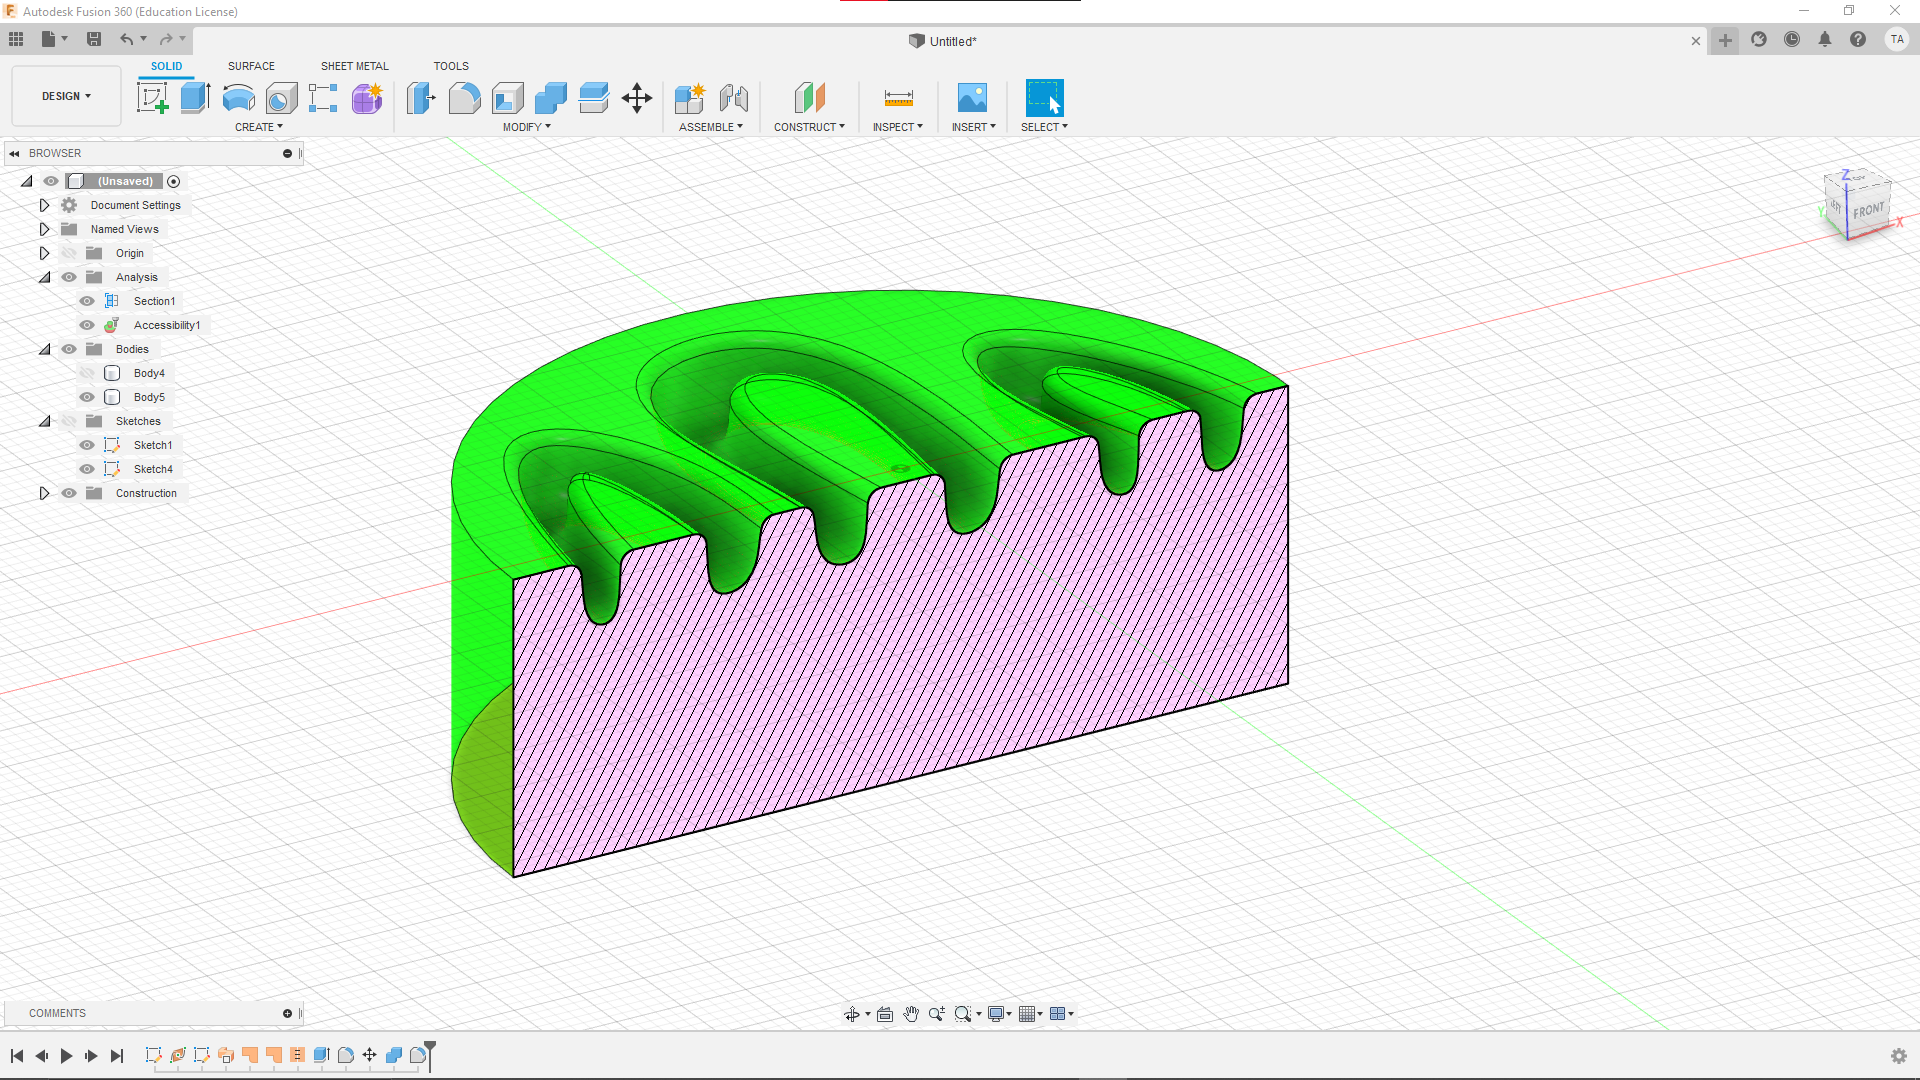 Autodesk Fusion 360 (Education License)
Untitled*
TA
DESIGN
SOLID SURFACE SHEET METAL TOOLS
CREATE MODIFY ASSEMBLE CONSTRUCT INSPECT INSERT SELECT
BROWSER
(Unsaved)
Document Settings
Named Views
Origin
Analysis
Section1
Accessibility1
Bodies
Body4
Body5
Sketches
Sketch1
Sketch4
Construction
Z
TOP
LEFT
FRONT
Y
X
COMMENTS